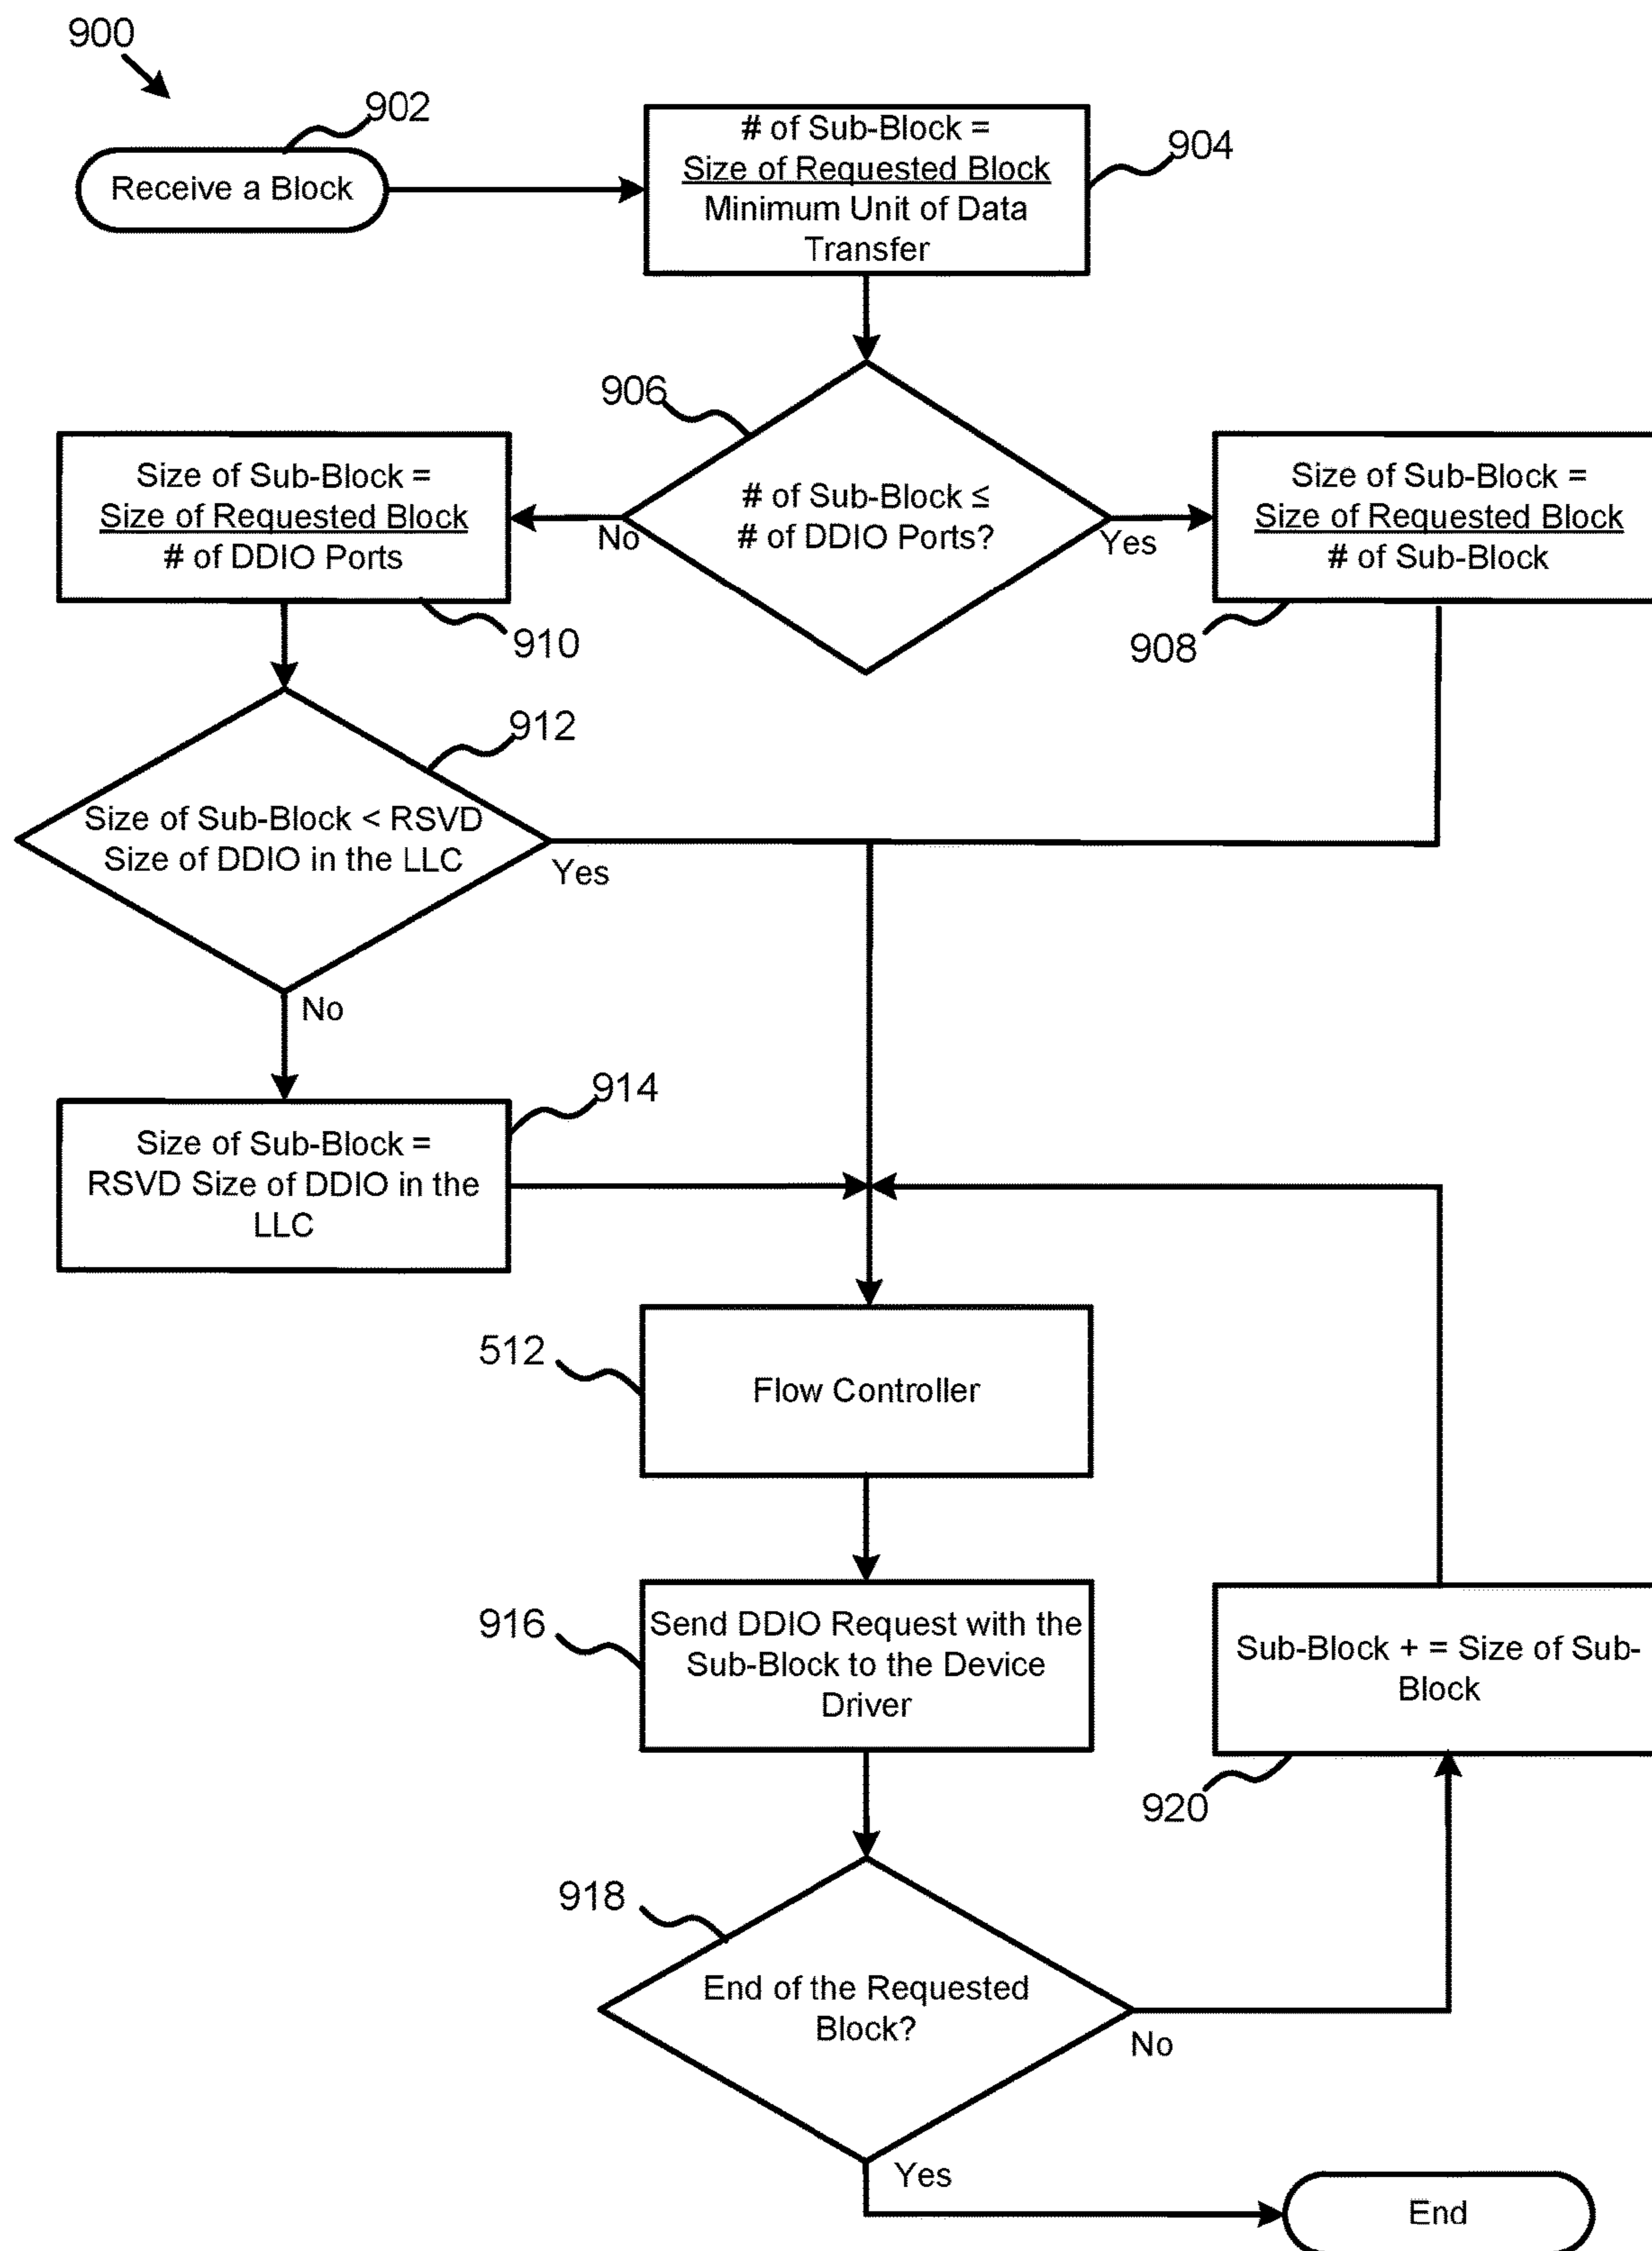 900
902
Receive a Block
# of Sub-Block =
Size of Requested Block
Minimum Unit of Data
Transfer
904
906
# of Sub-Block ≤
# of DDIO Ports?
No
Yes
Size of Sub-Block =
Size of Requested Block
# of DDIO Ports
910
Size of Sub-Block =
Size of Requested Block
# of Sub-Block
908
912
Size of Sub-Block < RSVD
Size of DDIO in the LLC
Yes
No
914
Size of Sub-Block =
RSVD Size of DDIO in the
LLC
512
Flow Controller
916
Send DDIO Request with the
Sub-Block to the Device
Driver
Sub-Block + = Size of Sub-
Block
920
918
End of the Requested
Block?
No
Yes
End